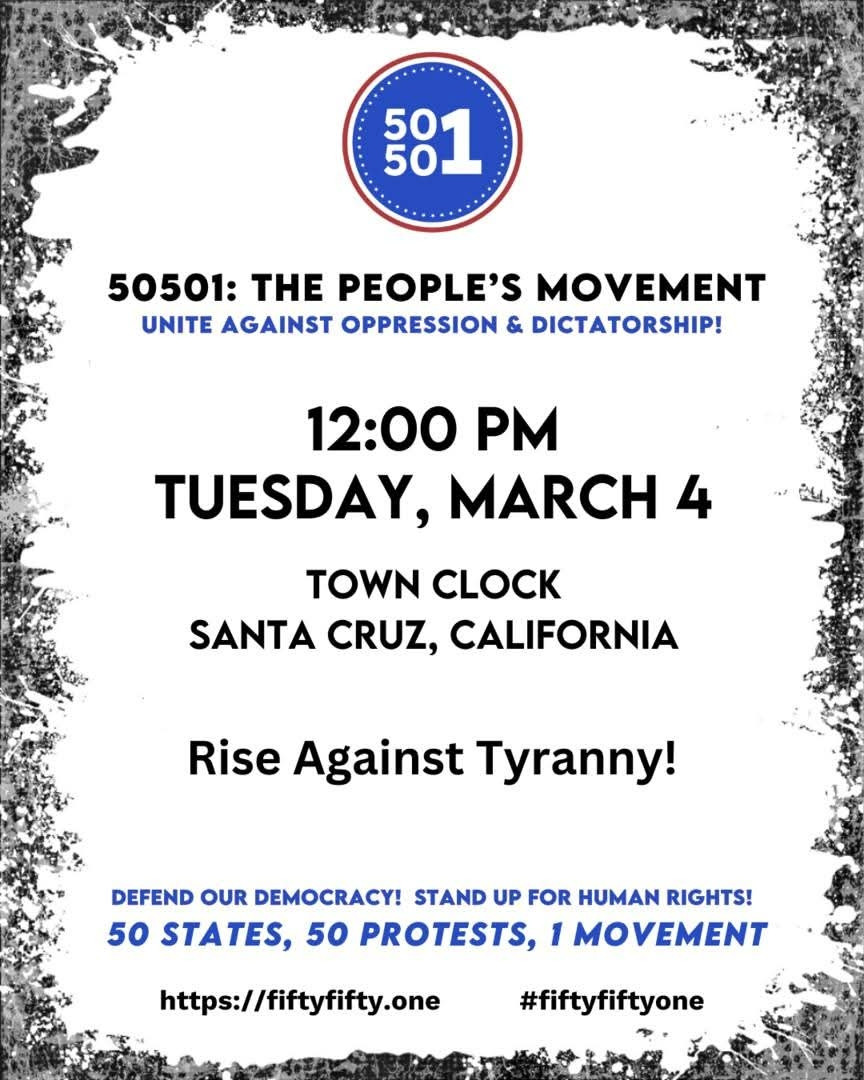 50
50 1
50501: THE PEOPLE'S MOVEMENT
UNITE AGAINST OPPRESSION & DICTATORSHIP!
12:00 PM
TUESDAY, MARCH 4
TOWN CLOCK
SANTA CRUZ, CALIFORNIA
Rise Against Tyranny!
DEFEND OUR DEMOCRACY! STAND UP FOR HUMAN RIGHTS!
50 STATES, 50 PROTESTS, 1 MOVEMENT
https://fiftyfifty.one #fiftyfiftyone